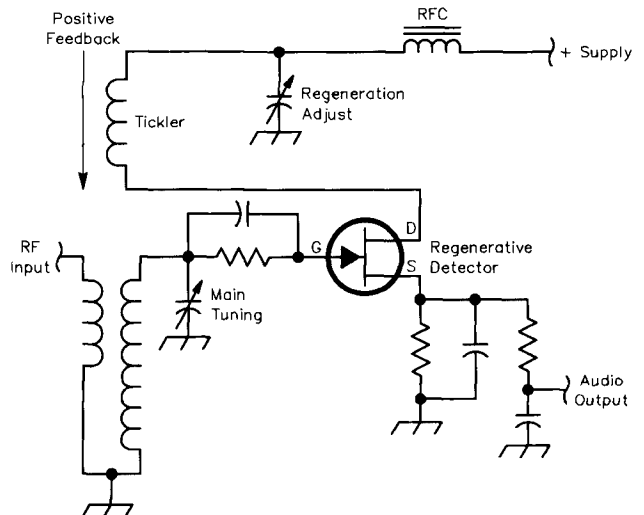 Positive
Feedback
RFC
+ Supply
Regeneration
Adjust
Tickler
D
RF
Input
G
Regenerative
Detector
S
Main
Tuning
Audio
Output